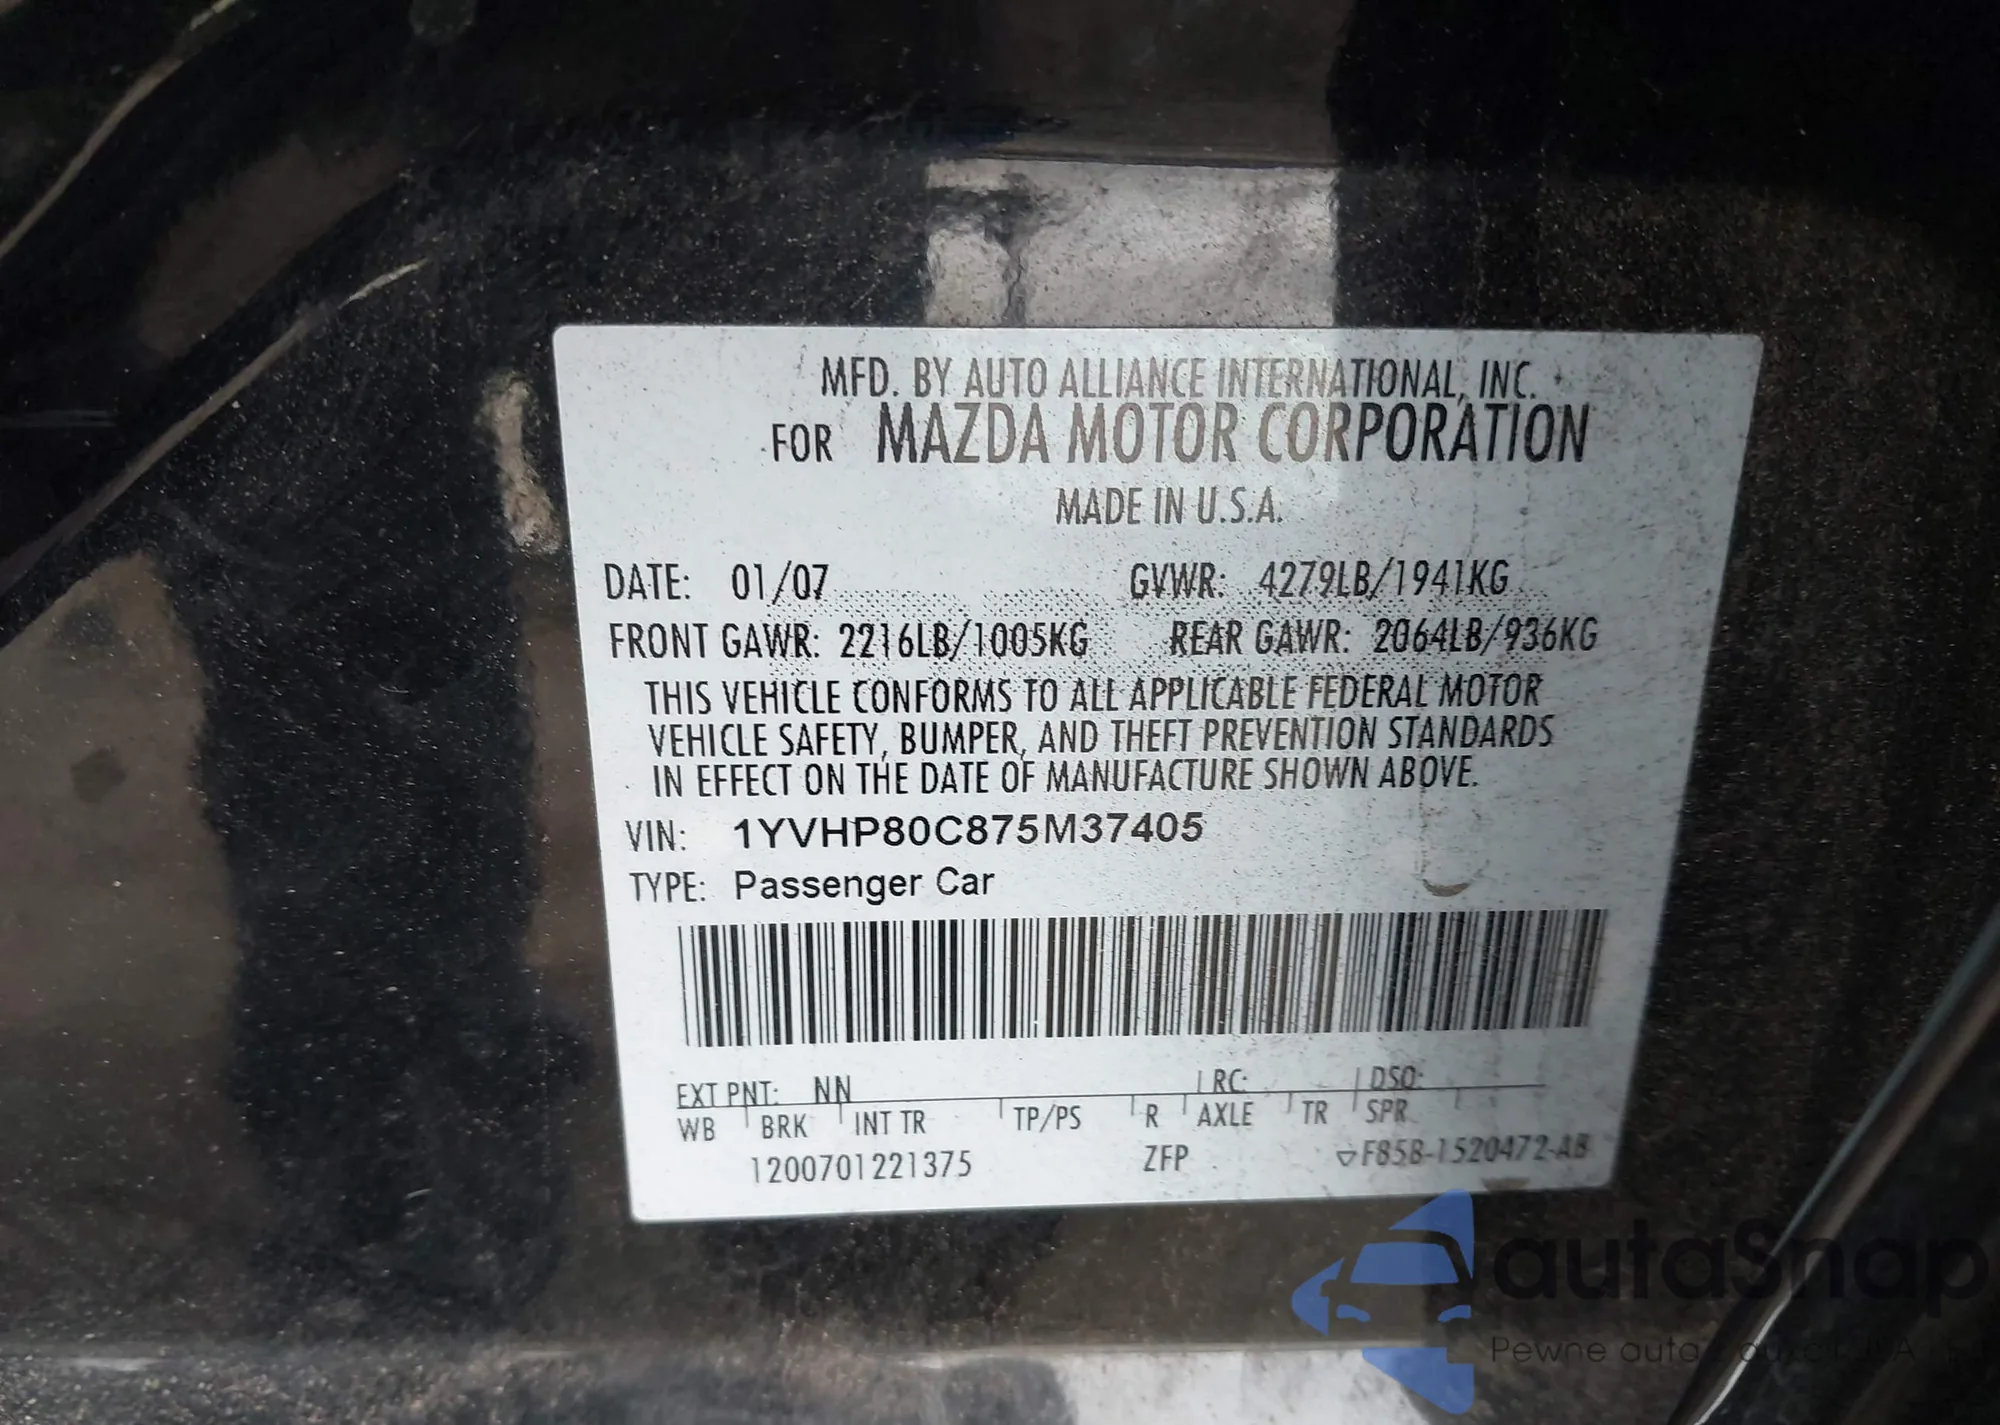 MFD. BY AUTO ALLIANCE INTERNATIONAL, INC.
FOR MAZDA MOTOR CORPORATION
MADE IN U.S.A.
DATE: 01/07 GVWR: 4279LB/1941KG
FRONT GAWR: 2216LB/1005KG REAR GAWR: 2064LB/936KG
THIS VEHICLE CONFORMS TO ALL APPLICABLE FEDERAL MOTOR
VEHICLE SAFETY, BUMPER, AND THEFT PREVENTION STANDARDS
IN EFFECT ON THE DATE OF MANUFACTURE SHOWN ABOVE.
VIN: 1YVHP80C875M37405
TYPE: Passenger Car
EXT PNT: NN RC: DSO:
WB BRK INT TR TP/PS R AXLE TR SPR
1200701221375 ZFP F85B-1520472-AB
autaSnap
Pewne auta